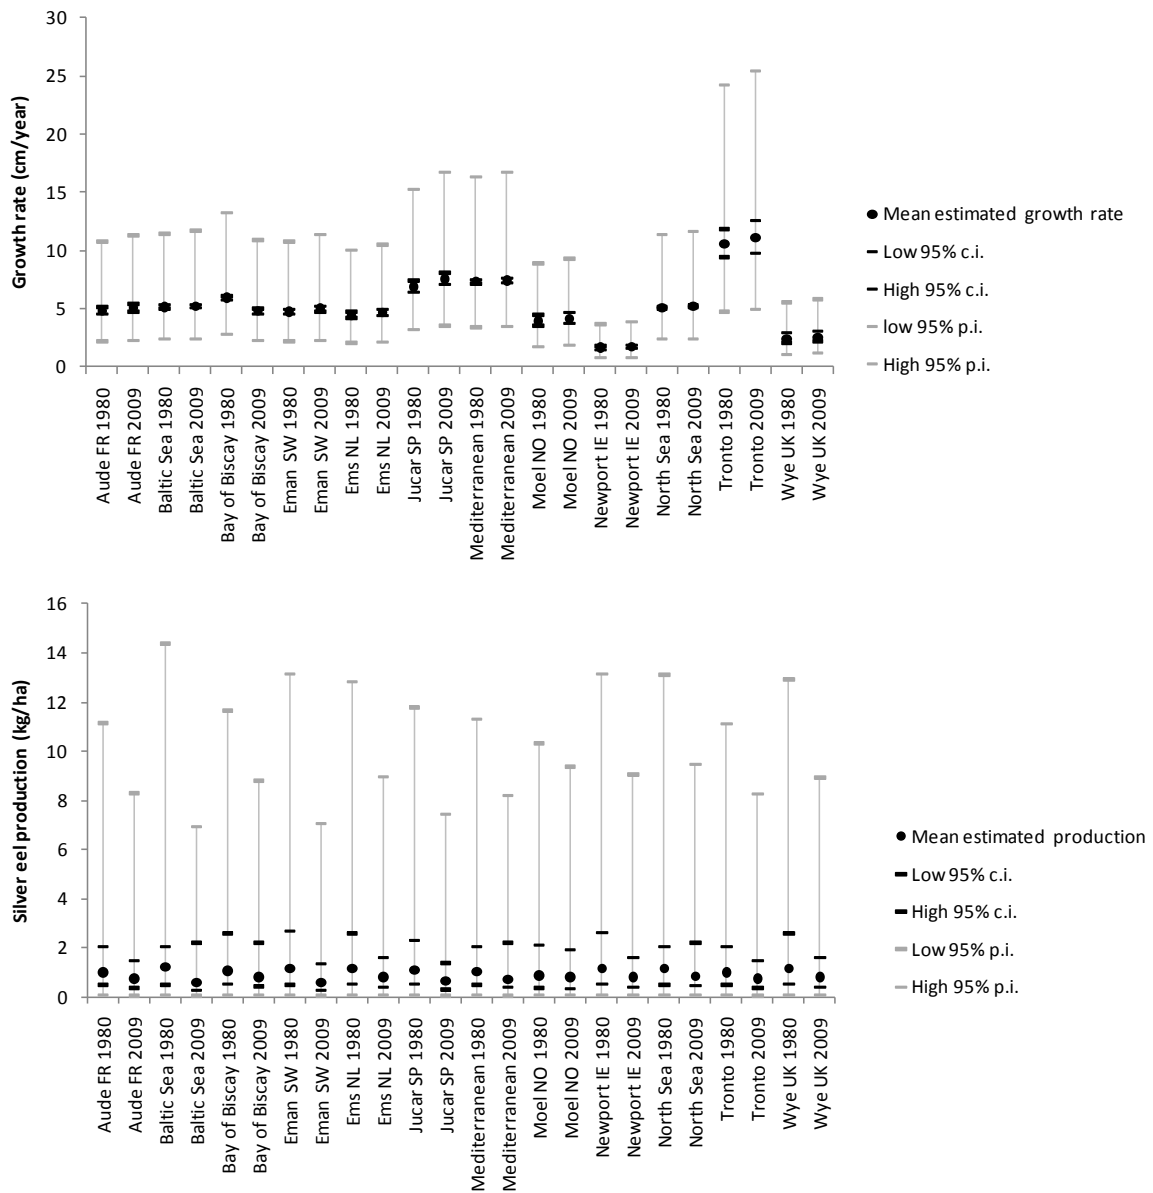 30
25
20
15
10
5
0
Growth rate (cm/year)
Aude FR 1980
Aude FR 2009
Baltic Sea 1980
Baltic Sea 2009
Bay of Biscay 1980
Bay of Biscay 2009
Eman SW 1980
Eman SW 2009
Ems NL 1980
Ems NL 2009
Jucar SP 1980
Jucar SP 2009
Mediterranean 1980
Mediterranean 2009
Moel NO 1980
Moel NO 2009
Newport IE 1980
Newport IE 2009
North Sea 1980
North Sea 2009
Tronto 1980
Tronto 2009
Wye UK 1980
Wye UK 2009
Mean estimated growth rate
Low 95% c.i.
High 95% c.i.
low 95% p.i.
High 95% p.i.
16
14
12
10
8
6
4
2
0
Silver eel production (kg/ha)
Aude FR 1980
Aude FR 2009
Baltic Sea 1980
Baltic Sea 2009
Bay of Biscay 1980
Bay of Biscay 2009
Eman SW 1980
Eman SW 2009
Ems NL 1980
Ems NL 2009
Jucar SP 1980
Jucar SP 2009
Mediterranean 1980
Mediterranean 2009
Moel NO 1980
Moel NO 2009
Newport IE 1980
Newport IE 2009
North Sea 1980
North Sea 2009
Tronto 1980
Tronto 2009
Wye UK 1980
Wye UK 2009
Mean estimated production
Low 95% c.i.
High 95% c.i.
Low 95% p.i.
High 95% p.i.